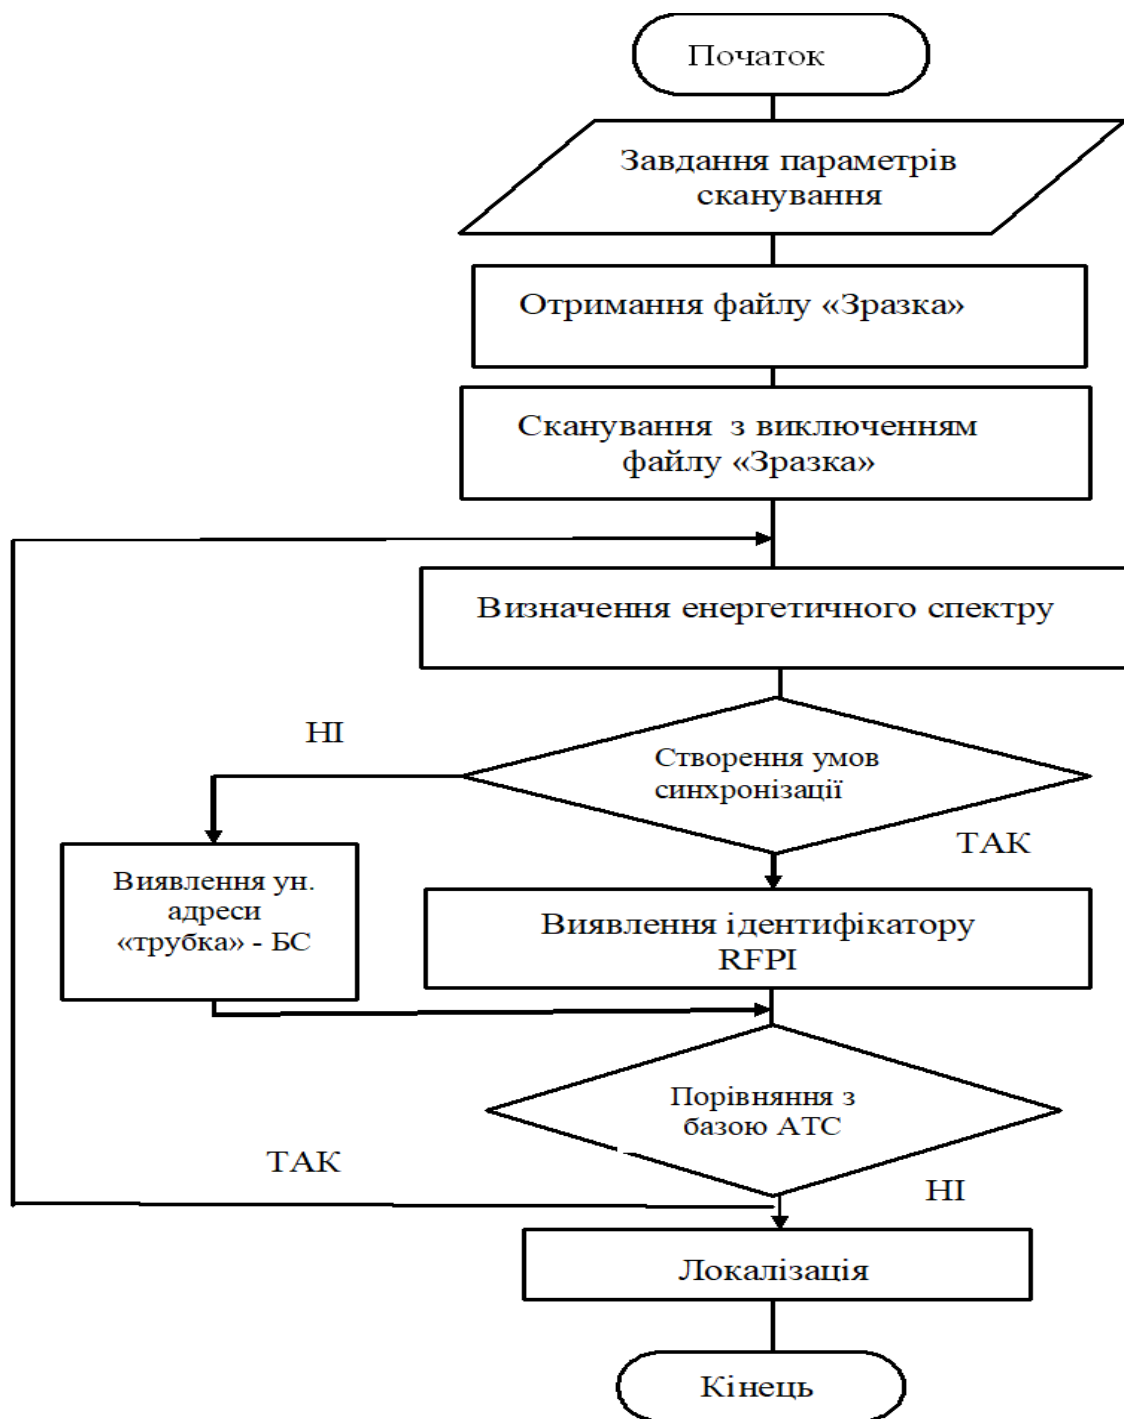 Початок
Завдання параметрів
сканування
Отримання файлу «Зразка»
Сканування з виключенням
файлу «Зразка»
Визначення енергетичного спектру
НІ
Створення умов
синхронізації
ТАК
Виявлення ун.
адреси
«трубка» - БС
Виявлення ідентифікатору
RFPI
Порівняння з
базою АТС
ТАК
НІ
Локалізація
Кінець